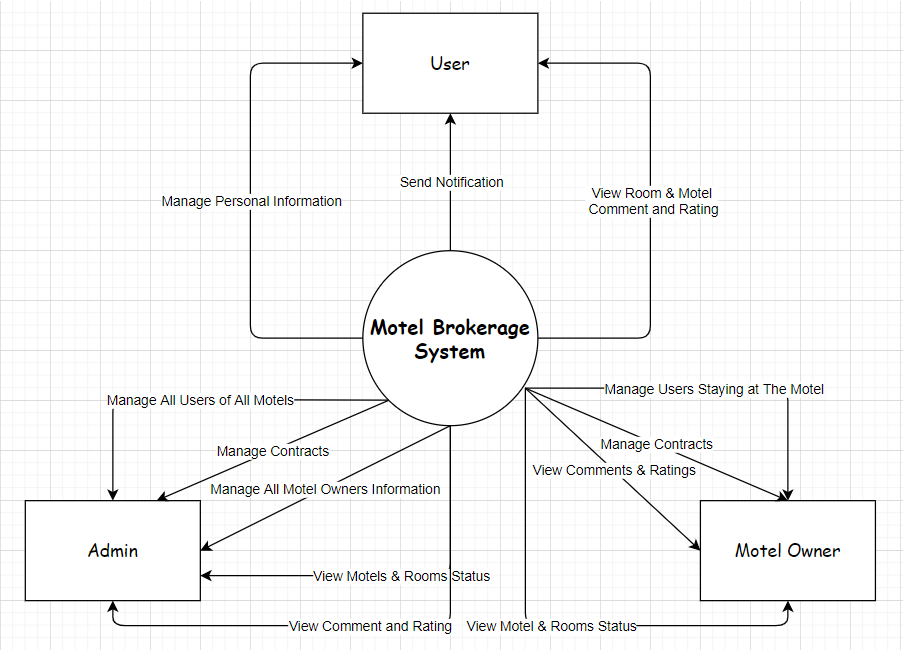 User
Send Notification
Manage Personal Information
View Room & Motel
Comment and Rating
Motel Brokerage
System
Manage Users Staying at The Motel
Manage All Users of All Motels
Manage Contracts
Manage Contracts
View Comments & Ratings
Manage All Motel Owners Information
Admin
Motel Owner
View Motels & Rooms Status
View Comment and Rating
View Motel & Rooms Status